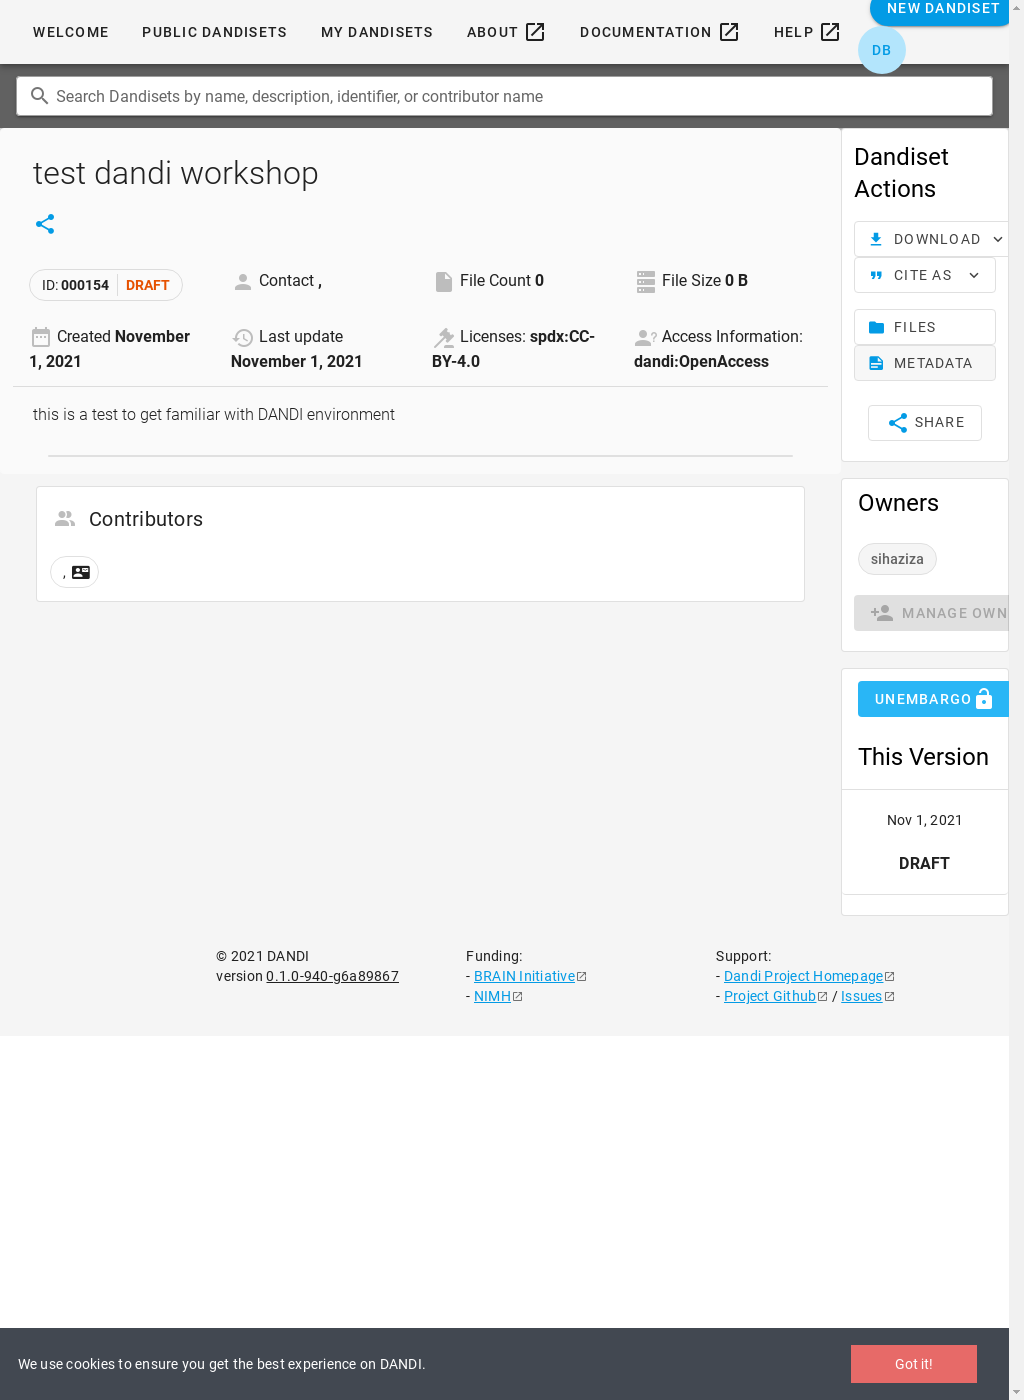 NEW DANDISET
WELCOME PUBLIC DANDISETS MY DANDISETS ABOUT DOCUMENTATION HELP
DB
Search Dandisets by name, description, identifier, or contributor name
test dandi workshop
ID: 000154 DRAFT
Contact ,
File Count 0
File Size 0 B
Created November
1, 2021
Last update
November 1, 2021
Licenses: spdx:CC-
BY-4.0
Access Information:
dandi:OpenAccess
this is a test to get familiar with DANDI environment
Contributors
,
Dandiset
Actions
DOWNLOAD
CITE AS
FILES
METADATA
SHARE
Owners
sihaziza
MANAGE OWN
UNEMBARGO
This Version
Nov 1, 2021
DRAFT
© 2021 DANDI
version 0.1.0-940-g6a89867
Funding:
- BRAIN Initiative
- NIMH
Support:
- Dandi Project Homepage
- Project Github / Issues
We use cookies to ensure you get the best experience on DANDI.
Got it!